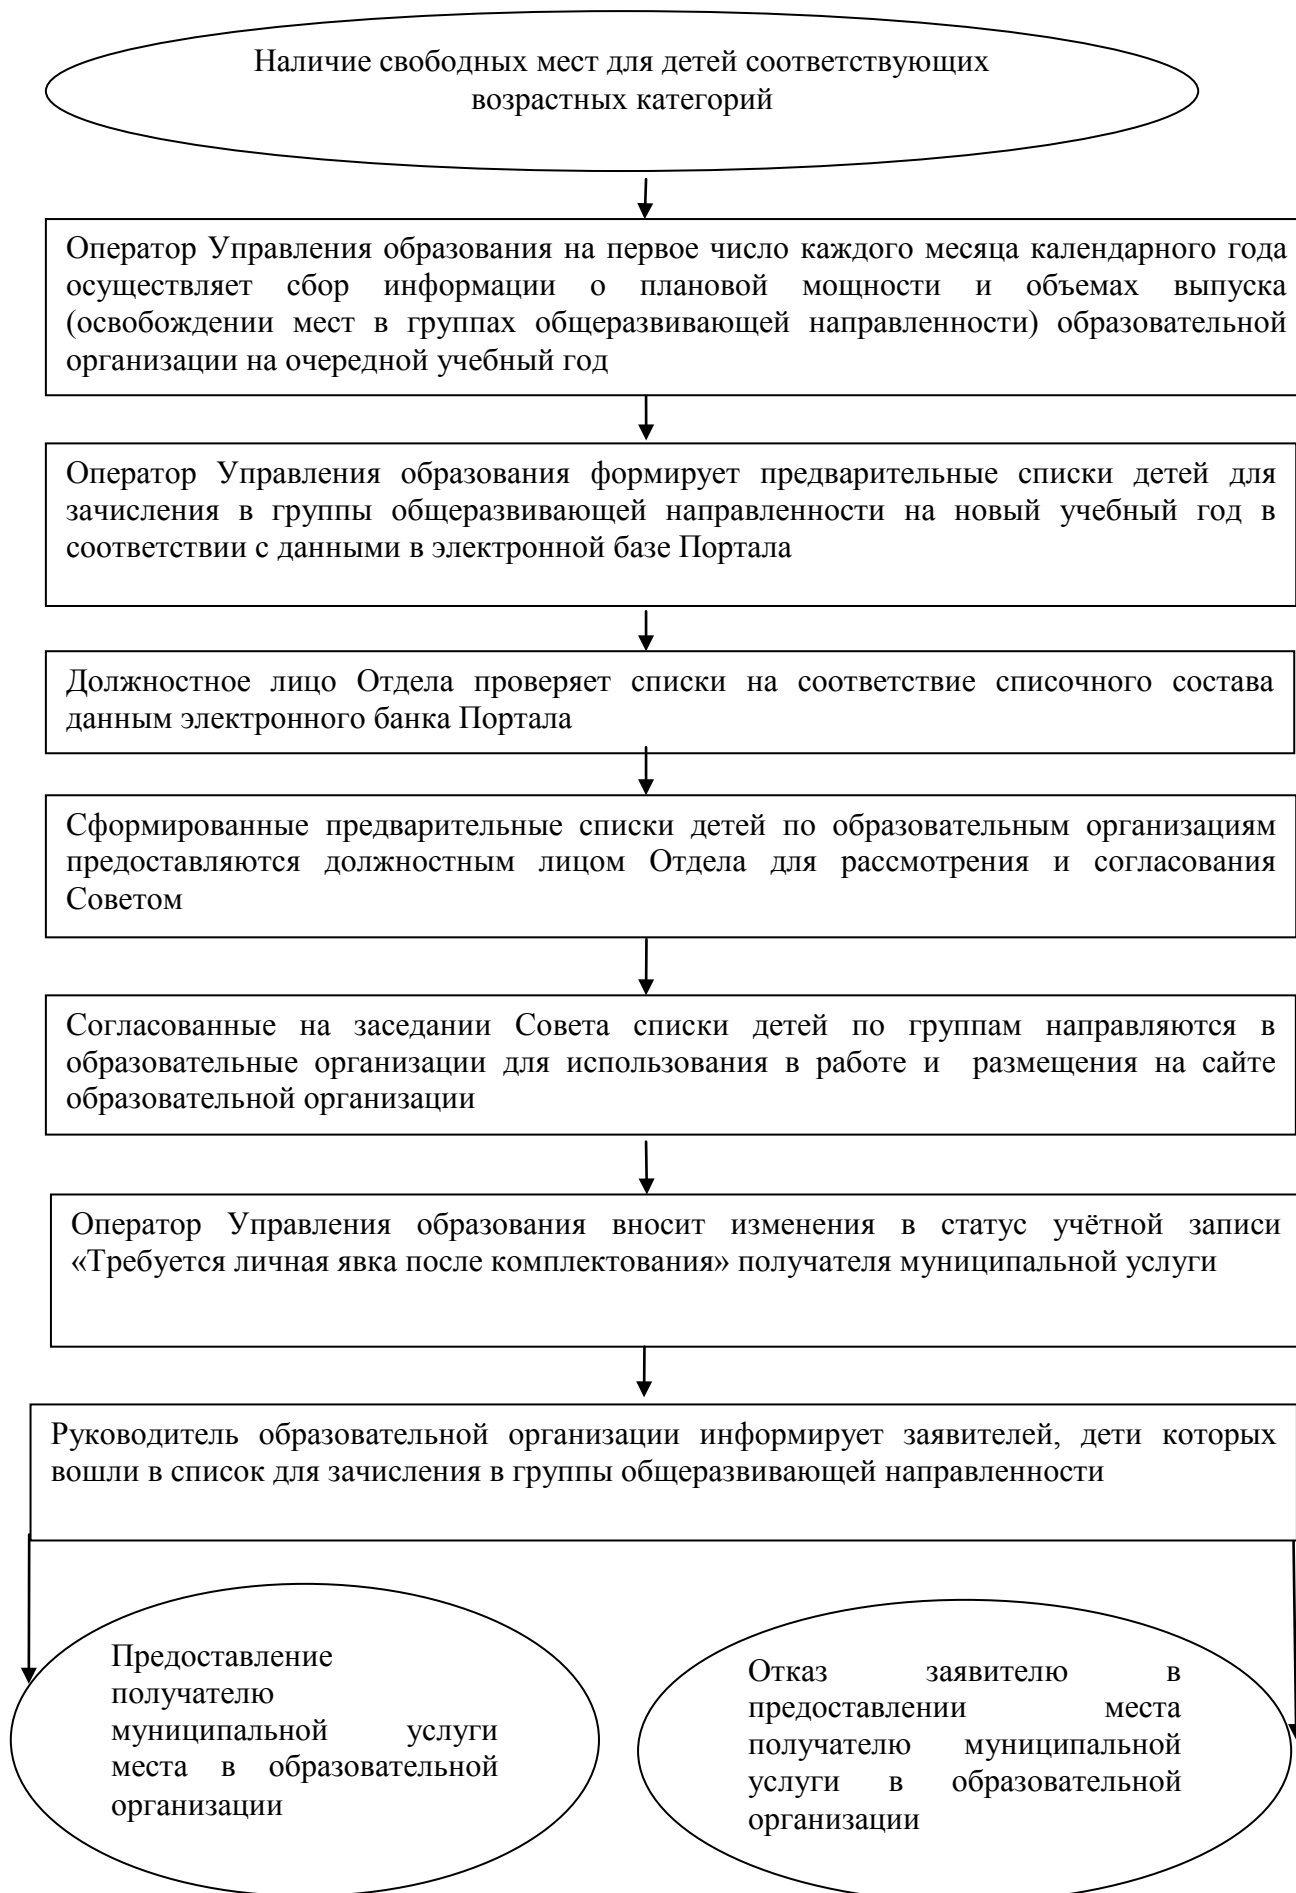 Наличие свободных мест для детей соответствующих
возрастных категорий
Оператор Управления образования на первое число каждого месяца календарного года
осуществляет сбор информации о плановой мощности и объемах выпуска
(освобождении мест в группах общеразвивающей направленности) образовательной
организации на очередной учебный год
Оператор Управления образования формирует предварительные списки детей для
зачисления в группы общеразвивающей направленности на новый учебный год в
соответствии с данными в электронной базе Портала
Должностное лицо Отдела проверяет списки на соответствие списочного состава
данным электронного банка Портала
Сформированные предварительные списки детей по образовательным организациям
предоставляются должностным лицом Отдела для рассмотрения и согласования
Советом
Согласованные на заседании Совета списки детей по группам направляются в
образовательные организации для использования в работе и размещения на сайте
образовательной организации
Оператор Управления образования вносит изменения в статус учётной записи
«Требуется личная явка после комплектования» получателя муниципальной услуги
Руководитель образовательной организации информирует заявителей, дети которых
вошли в список для зачисления в группы общеразвивающей направленности
Предоставление
получателю
муниципальной услуги
места в образовательной
организации
Отказ заявителю в
предоставлении места
получателю муниципальной
услуги в образовательной
организации